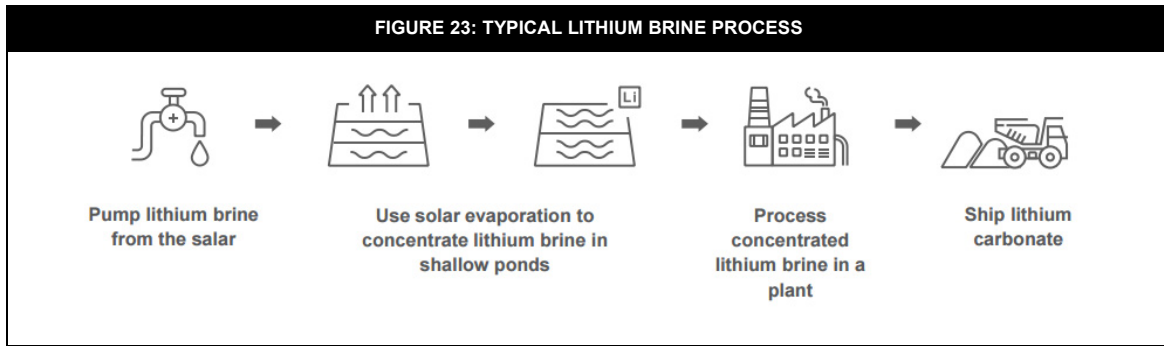 FIGURE 23: TYPICAL LITHIUM BRINE PROCESS
Li
Pump lithium brine
from the salar
Use solar evaporation to
concentrate lithium brine in
shallow ponds
Process
concentrated
lithium brine in a
plant
Ship lithium
carbonate